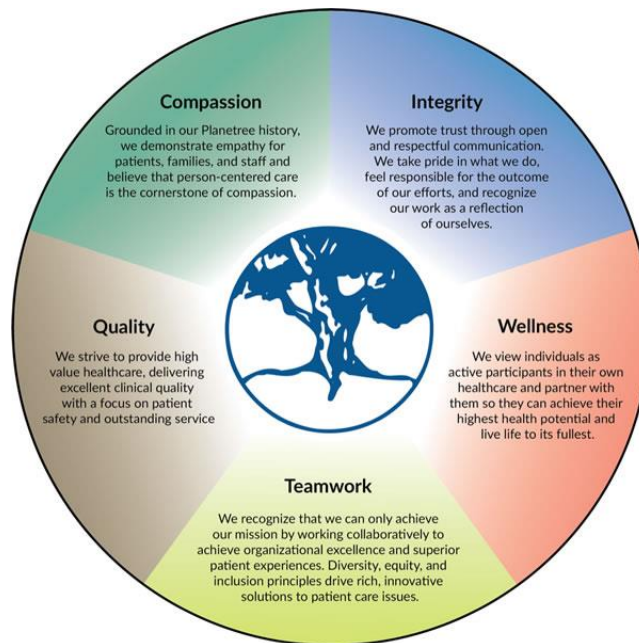 Compassion
Grounded in our Planetree history,
we demonstrate empathy for
patients, families, and staff and
believe that person-centered care
is the cornerstone of compassion.
Integrity
We promote trust through open
and respectful communication.
We take pride in what we do,
feel responsible for the outcome
of our efforts, and recognize
our work as a reflection
of ourselves.
Quality
We strive to provide high
value healthcare, delivering
excellent clinical quality
with a focus on patient
safety and outstanding service
Wellness
We view individuals as
active participants in their own
healthcare and partner with
them so they can achieve their
highest health potential and
live life to its fullest.
Teamwork
We recognize that we can only achieve
our mission by working collaboratively to
achieve organizational excellence and superior
patient experiences. Diversity, equity, and
inclusion principles drive rich, innovative
solutions to patient care issues.